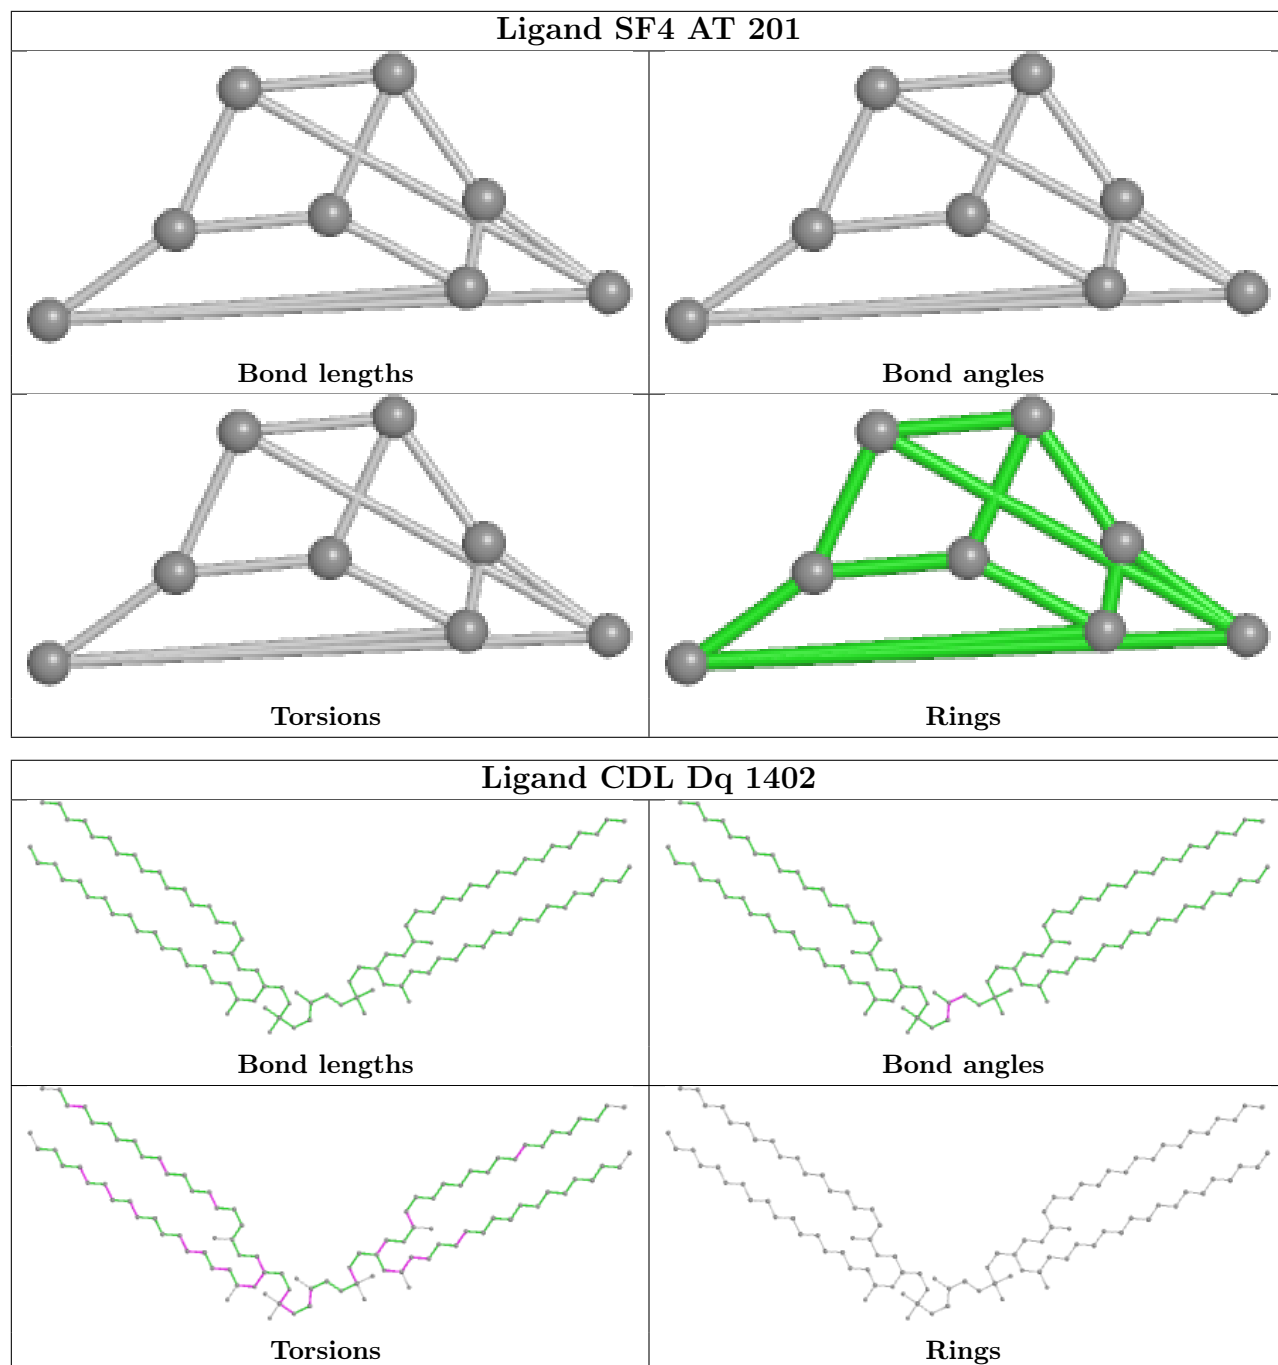 Ligand SF4 AT 201
Bond lengths
Bond angles
Torsions
Rings
Ligand CDL Dq 1402
Bond lengths
Bond angles
Torsions
Rings